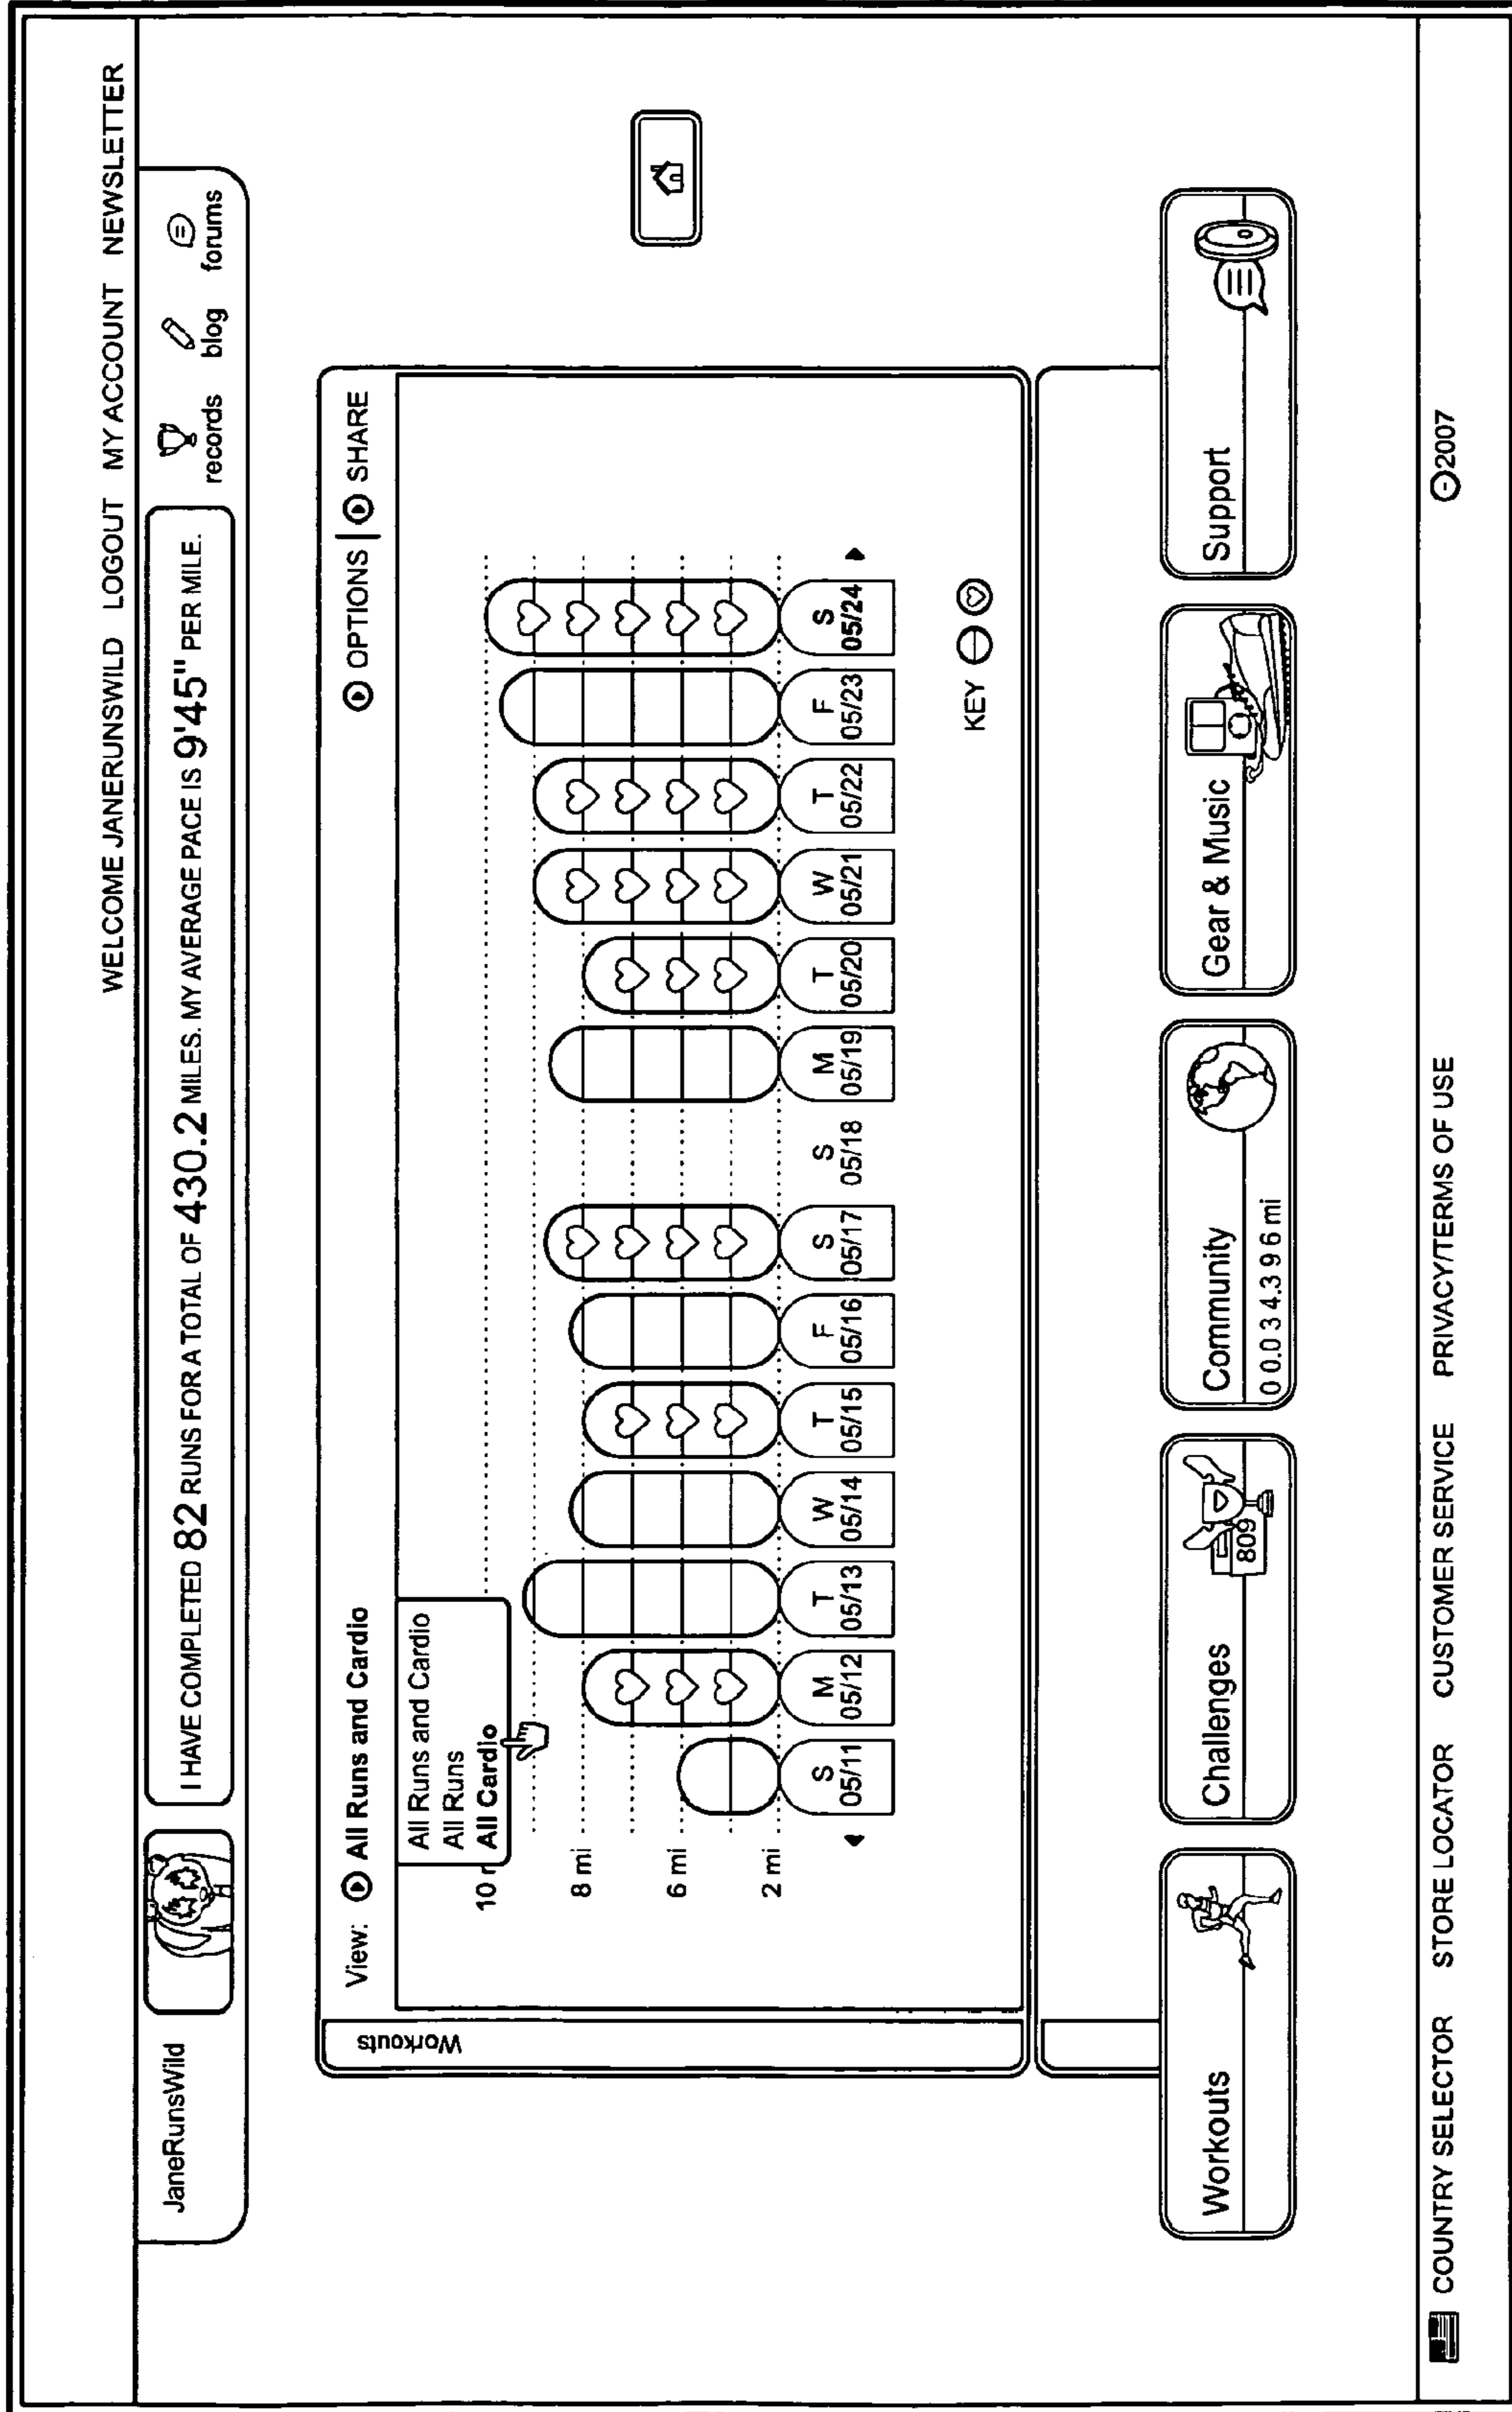 WELCOME JANERUNSWILD LOGOUT MY ACCOUNT NEWSLETTER
JaneRunsWild
I HAVE COMPLETED 82 RUNS FOR A TOTAL OF 430.2 MILES. MY AVERAGE PACE IS 9'45" PER MILE.
records blog forums
Workouts
View: All Runs and Cardio
OPTIONS | SHARE
All Runs and Cardio
All Runs
All Cardio
10
8 mi
6 mi
2 mi
S M T W T F S S M T W T F S
05/11 05/12 05/13 05/14 05/15 05/16 05/17 05/18 05/19 05/20 05/21 05/22 05/23 05/24
KEY
Workouts
Challenges
809
Community
0 0.0 3 4.3 9 6 mi
Gear & Music
Support
COUNTRY SELECTOR STORE LOCATOR CUSTOMER SERVICE PRIVACY/TERMS OF USE
2007